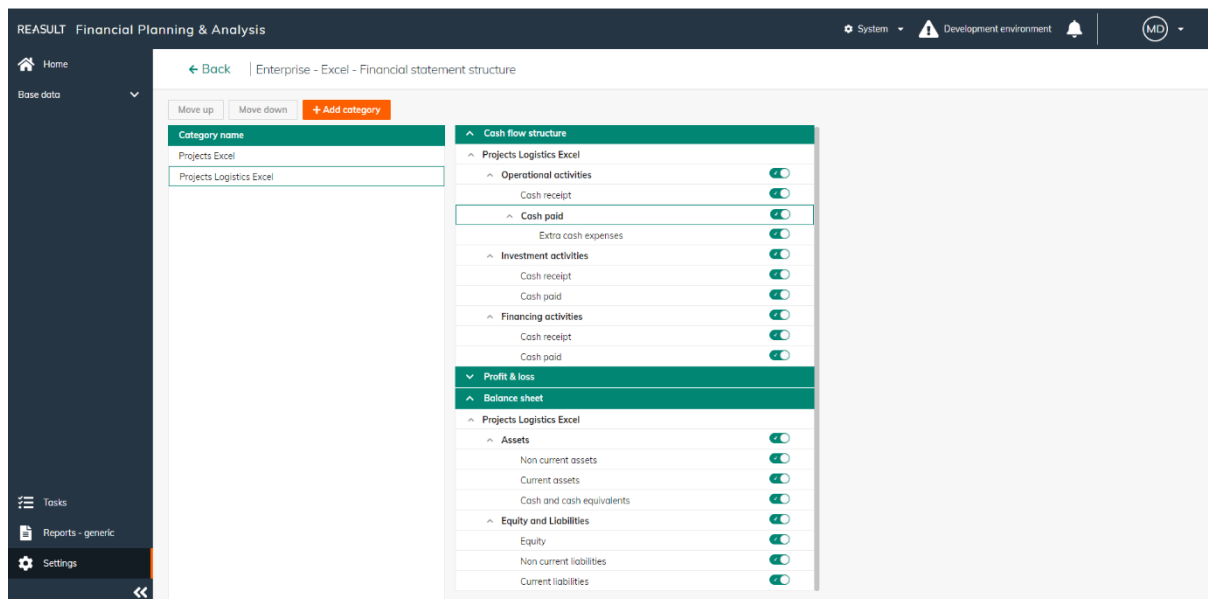 REASULT Financial Planning & Analysis
System
Development environment
MD
Home
Base data
Back
Enterprise - Excel - Financial statement structure
Move up
Move down
+ Add category
Category name
Projects Excel
Projects Logistics Excel
Cash flow structure
Projects Logistics Excel
Operational activities
Cash receipt
Cash paid
Extra cash expenses
Investment activities
Cash receipt
Cash paid
Financing activities
Cash receipt
Cash paid
Profit & loss
Balance sheet
Projects Logistics Excel
Assets
Non current assets
Current assets
Cash and cash equivalents
Equity and Liabilities
Equity
Non current liabilities
Current liabilities
Tasks
Reports - generic
Settings